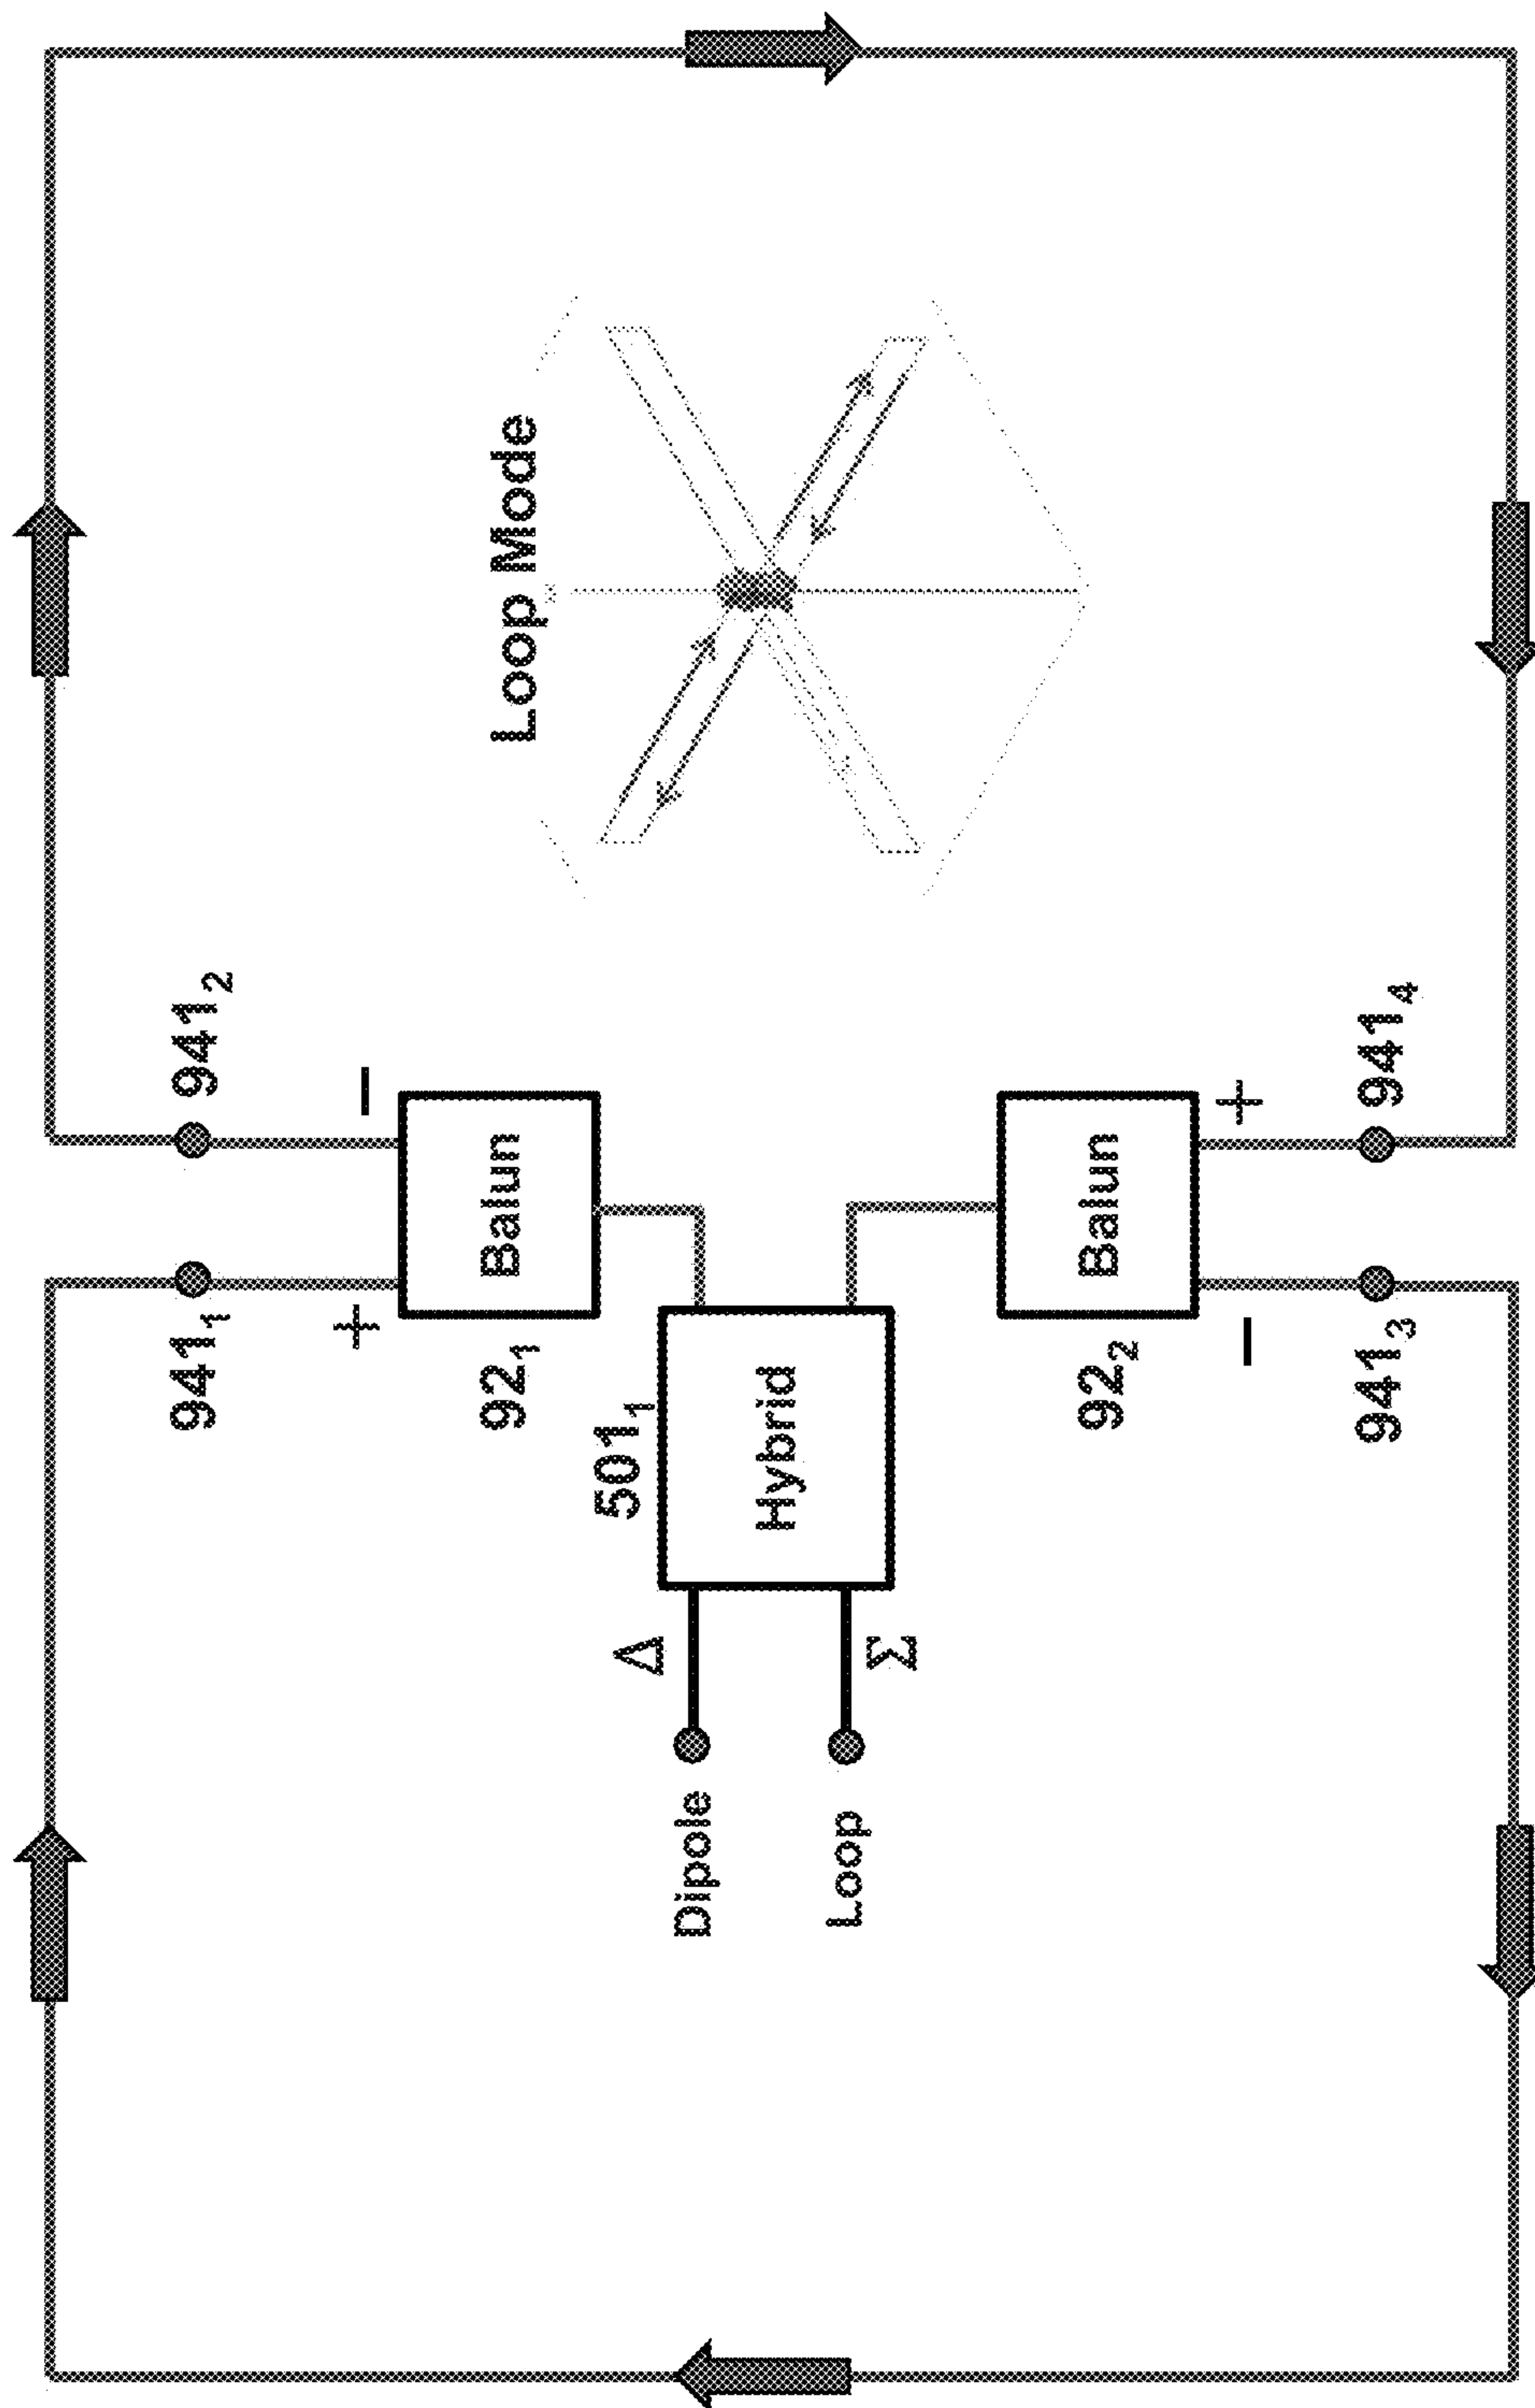 941₁ 941₂
+ −
92₁ Balun Loop Mode
501₁
Δ
Dipole
Hybrid
Loop
Σ
92₂ Balun
− +
941₃ 941₄